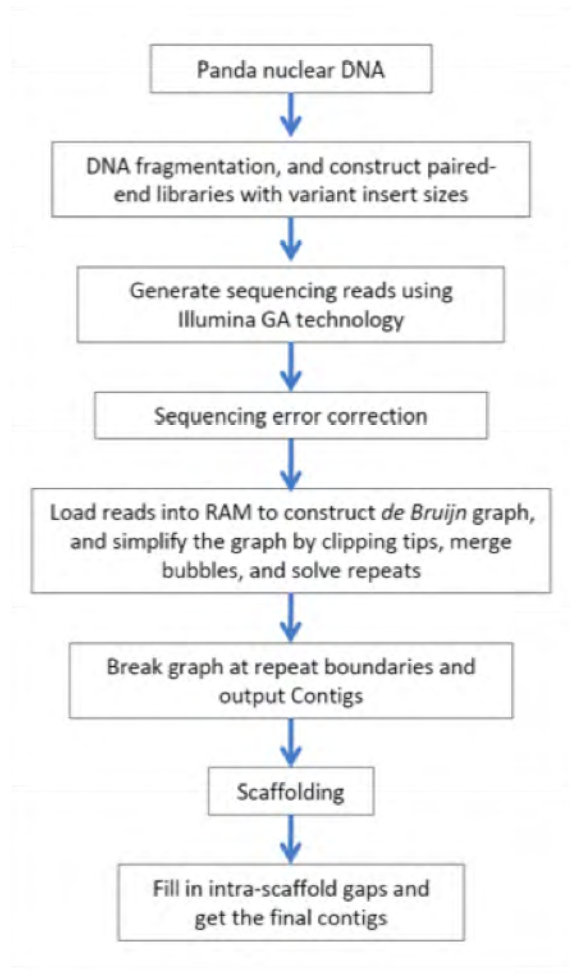 Panda nuclear DNA
DNA fragmentation, and construct paired-
end libraries with variant insert sizes
Generate sequencing reads using
Illumina GA technology
Sequencing error correction
Load reads into RAM to construct de Bruijn graph,
and simplify the graph by clipping tips, merge
bubbles, and solve repeats
Break graph at repeat boundaries and
output Contigs
Scaffolding
Fill in intra-scaffold gaps and
get the final contigs